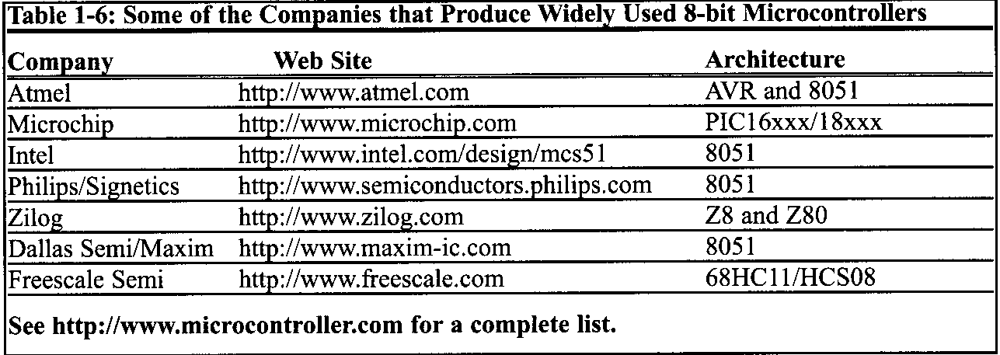 Table 1-6: Some of the Companies that Produce Widely Used 8-bit Microcontrollers
Company Web Site Architecture
Atmel http://www.atmel.com AVR and 8051
Microchip http://www.microchip.com PIC16xxx/18xxx
Intel http://www.intel.com/design/mcs51 8051
Philips/Signetics http://www.semiconductors.philips.com 8051
Zilog http://www.zilog.com Z8 and Z80
Dallas Semi/Maxim http://www.maxim-ic.com 8051
Freescale Semi http://www.freescale.com 68HC11/HCS08
See http://www.microcontroller.com for a complete list.